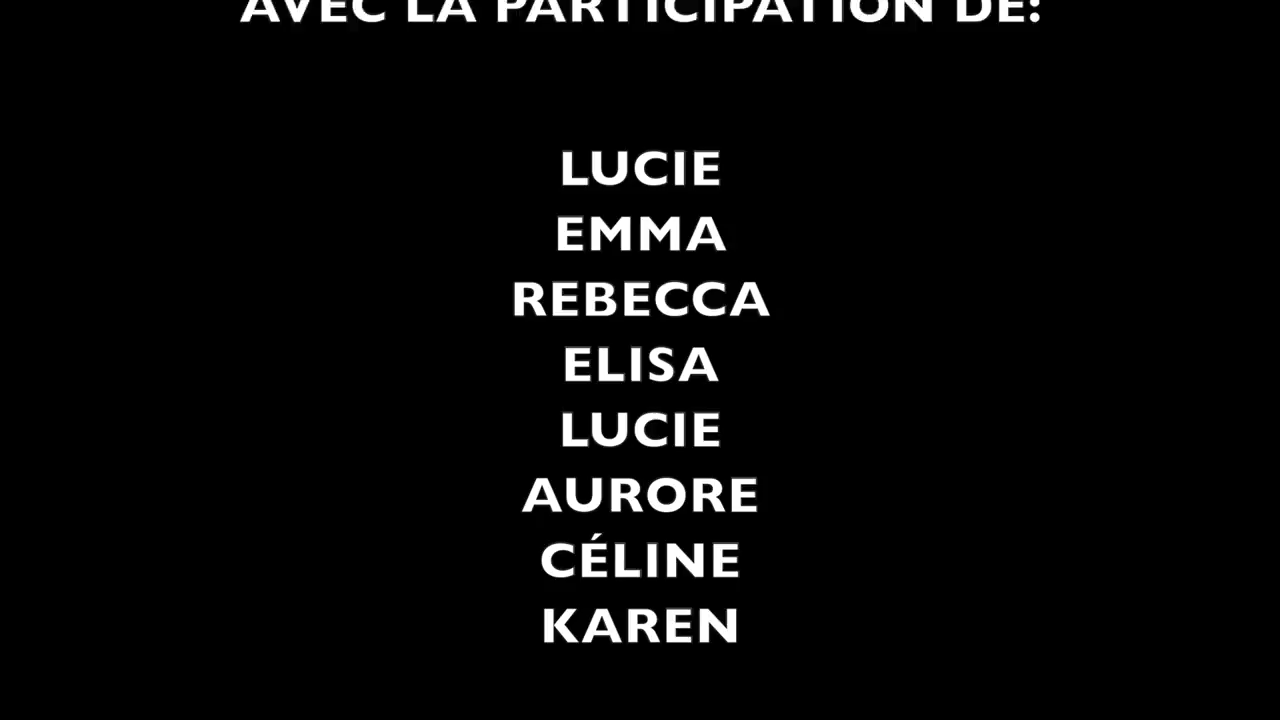 AVEC LA PARTICIPATION DE:
LUCIE
EMMA
REBECCA
ELISA
LUCIE
AURORE
CÉLINE
KAREN